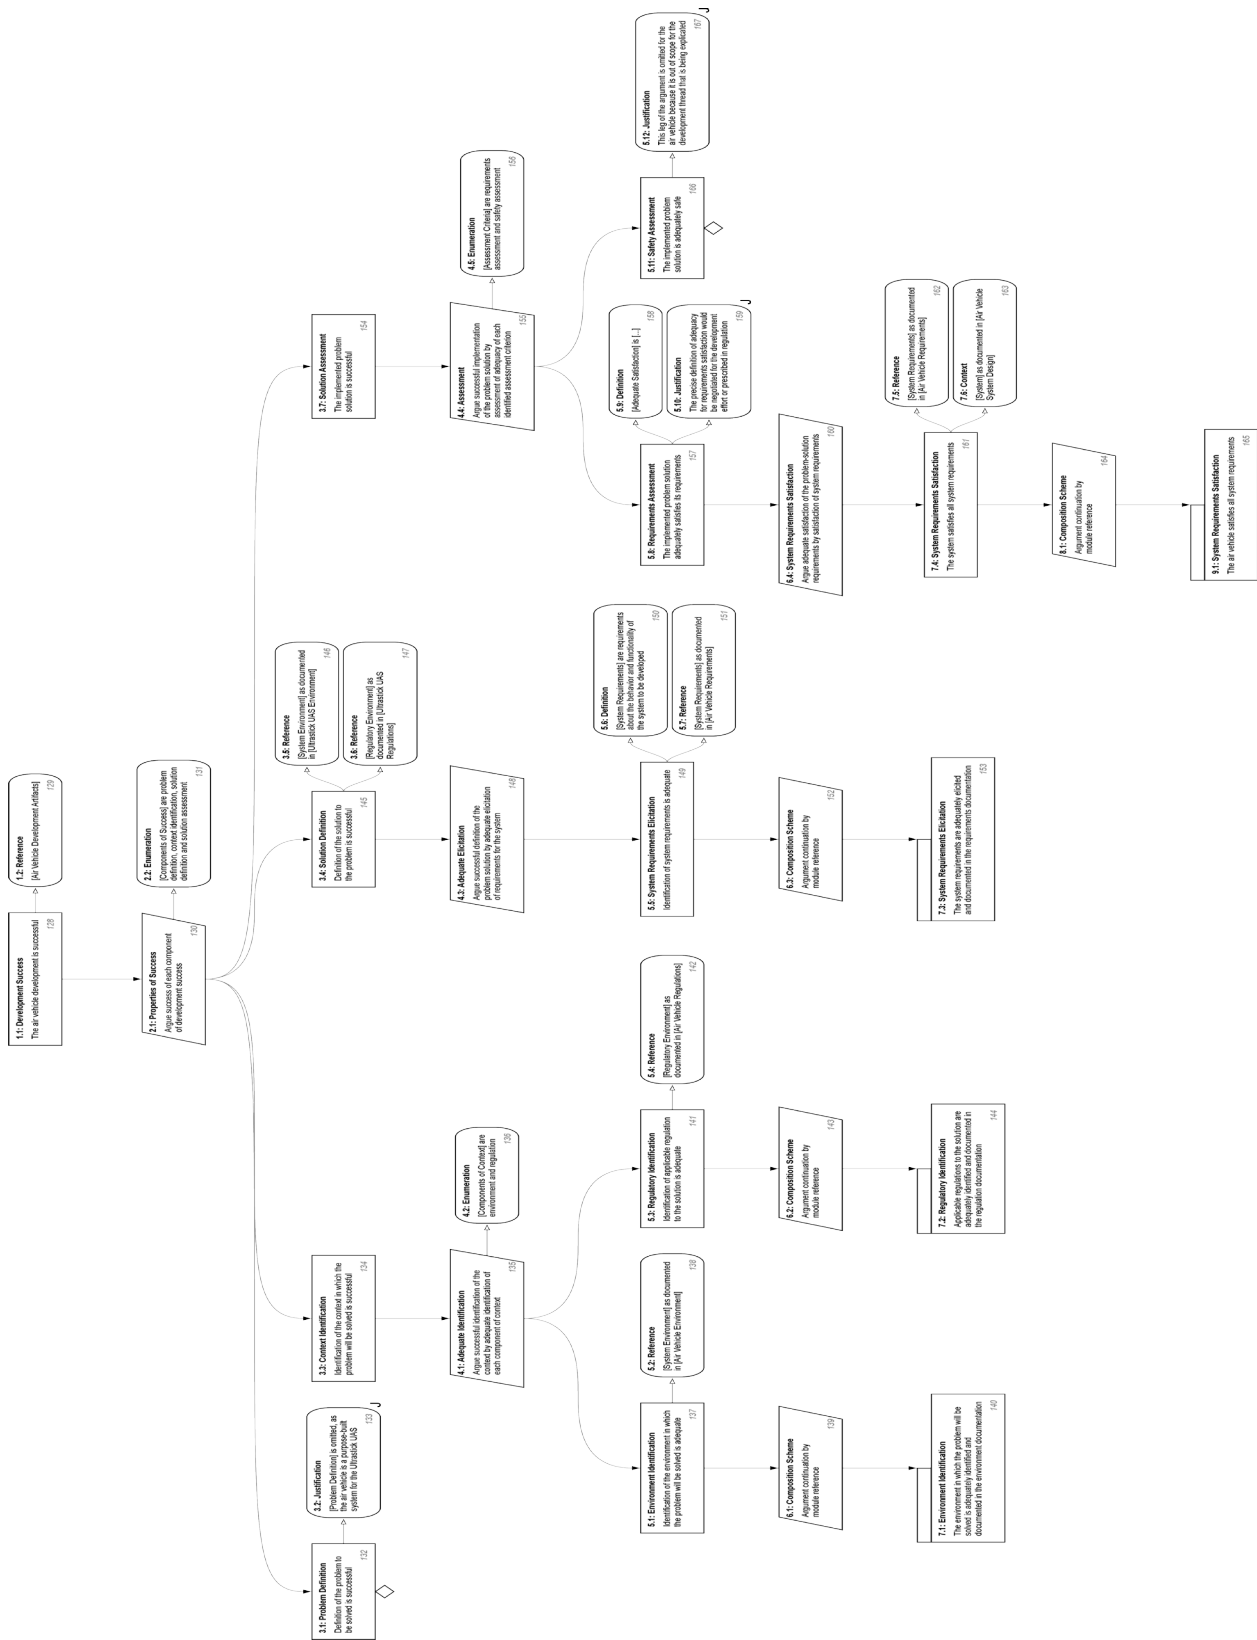 1.1: Development Success
The air vehicle development is successful
128
1.2: Reference
[Air Vehicle Development Artifacts]
129
2.1: Properties of Success
Argue success of each component
of development success
130
2.2: Enumeration
[Components of Success] are problem
definition, context identification, solution
definition and solution assessment
131
3.1: Problem Definition
Definition of the problem to
be solved is successful
132
3.2: Justification
[Problem Definition] is omitted, as
the air vehicle is a purpose-built
system for the Ultrastick UAS
133
J
3.3: Context Identification
Identification of the context in which the
problem will be solved is successful
134
3.4: Solution Definition
Definition of the solution to
the problem is successful
145
3.5: Reference
[System Environment] as documented
in [Ultrastick UAS Environment]
146
3.6: Reference
[Regulatory Environment] as
documented in [Ultrastick UAS
Regulations]
147
3.7: Solution Assessment
The implemented problem
solution is successful
154
4.1: Adequate Identification
Argue successful identification of the
context by adequate identification of
each component of context
135
4.2: Enumeration
[Components of Context] are
environment and regulation
136
4.3: Adequate Elicitation
Argue successful definition of the
problem solution by adequate elicitation
of requirements for the system
148
4.4: Assessment
Argue successful implementation
of the problem solution by
assessment of adequacy of each
identified assessment criterion
155
4.5: Enumeration
[Assessment Criteria] are requirements
assessment and safety assessment
156
5.1: Environment Identification
Identification of the environment in which
the problem will be solved is adequate
137
5.2: Reference
[System Environment] as documented
in [Air Vehicle Environment]
138
5.3: Regulatory Identification
Identification of applicable regulation
to the solution is adequate
141
5.4: Reference
[Regulatory Environment] as
documented in [Air Vehicle Regulations]
142
5.5: System Requirements Elicitation
Identification of system requirements is adequate
149
5.6: Definition
[System Requirements] are requirements
about the behavior and functionality of
the system to be developed
150
5.7: Reference
[System Requirements] as documented
in [Air Vehicle Requirements]
151
5.8: Requirements Assessment
The implemented problem solution
adequately satisfies its requirements
157
5.9: Definition
[Adequate Satisfaction] is [...]
158
5.10: Justification
The precise definition of adequacy
for requirements satisfaction would
be negotiated for the development
effort or prescribed in regulation
159
J
5.11: Safety Assessment
The implemented problem
solution is adequately safe
166
5.12: Justification
This leg of the argument is omitted for the
air vehicle because it is out of scope for the
development thread that is being explicated
167
J
6.1: Composition Scheme
Argument continuation by
module reference
139
6.2: Composition Scheme
Argument continuation by
module reference
143
6.3: Composition Scheme
Argument continuation by
module reference
152
6.4: System Requirements Satisfaction
Argue adequate satisfaction of the problem-solution
requirements by satisfaction of system requirements
160
7.1: Environment Identification
The environment in which the problem will be
solved is adequately identified and
documented in the environment documentation
140
7.2: Regulatory Identification
Applicable regulations to the solution are
adequately identified and documented in
the regulation documentation
144
7.3: System Requirements Elicitation
The system requirements are adequately elicited
and documented in the requirements documentation
153
7.4: System Requirements Satisfaction
The system satisfies all system requirements
161
7.5: Reference
[System Requirements] as documented
in [Air Vehicle Requirements]
162
7.6: Context
[System] as documented in [Air Vehicle
System Design]
163
8.1: Composition Scheme
Argument continuation by
module reference
164
9.1: System Requirements Satisfaction
The air vehicle satisfies all system requirements
165